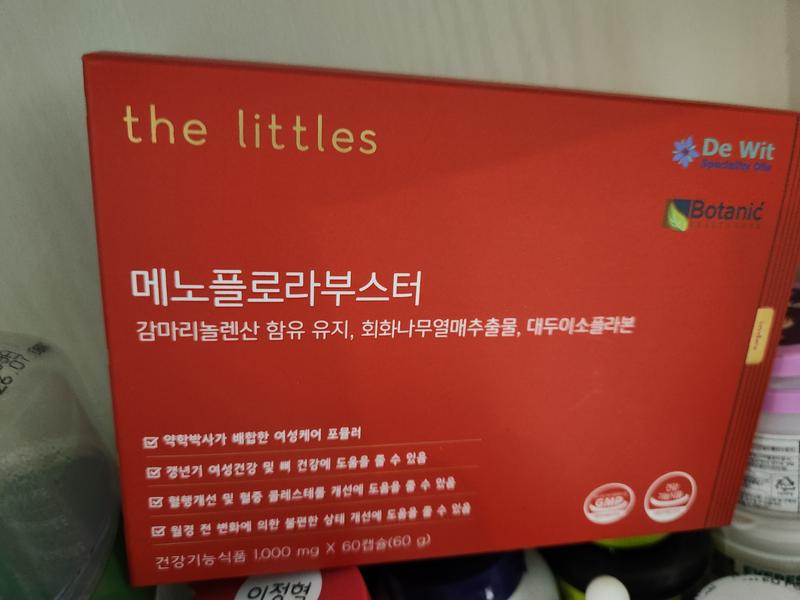 the littles
De Wit
Speciality Oils
Botanic
메노플로라부스터
감마리놀렌산 함유 유지, 회화나무열매추출물, 대두이소플라본
약학박사가 배합한 여성케어 포뮬러
갱년기 여성건강 및 뼈 건강에 도움을 줄 수 있음
혈행개선 및 혈중 콜레스테롤 개선에 도움을 줄 수 있음
월경 전 변화에 의한 불편한 상태 개선에 도움을 줄 수 있음
건강기능식품 1,000 mg X 60캡슐(60 g)
GMP
건강
기능식품
이정혁